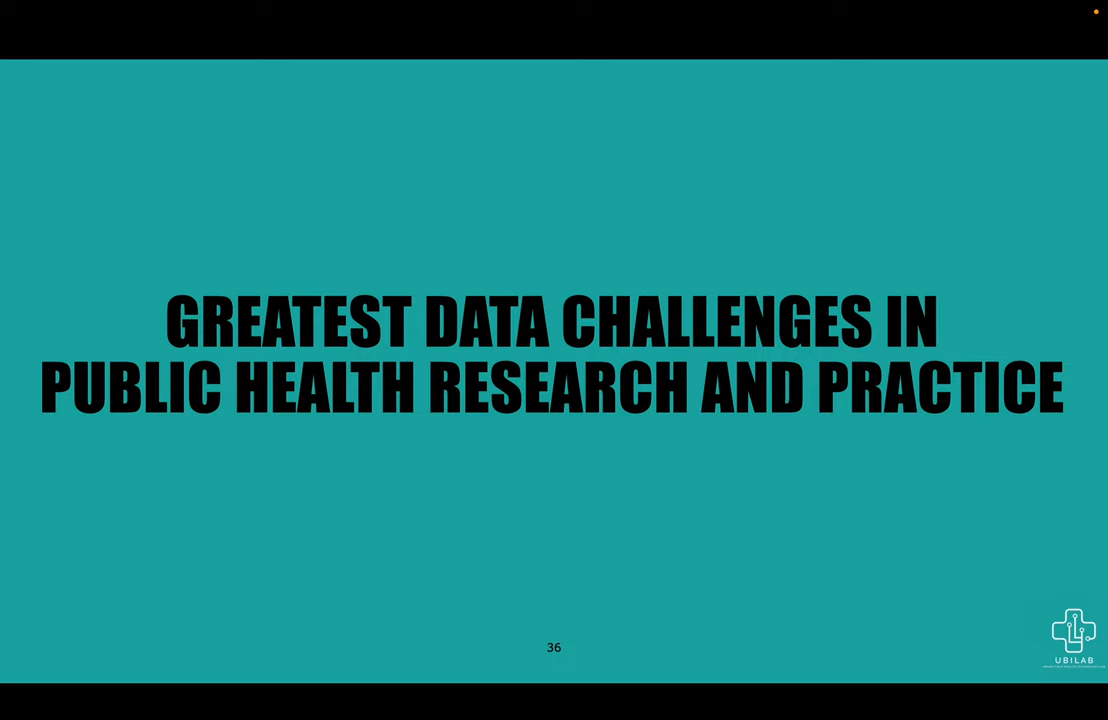 GREATEST DATA CHALLENGES IN
PUBLIC HEALTH RESEARCH AND PRACTICE
36
UBILAB